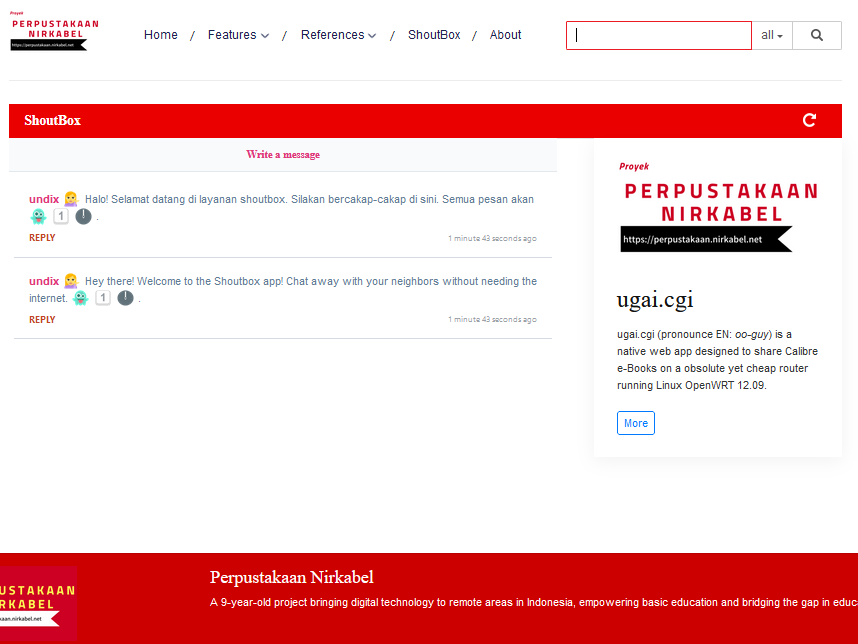 Proyek
PERPUSTAKAAN
NIRKABEL
https://perpustakaan.nirkabel.net
Home / Features / References / ShoutBox / About
all
ShoutBox
Write a message
undix Halo! Selamat datang di layanan shoutbox. Silakan bercakap-cakap di sini. Semua pesan akan
1 .
REPLY
1 minute 43 seconds ago
undix Hey there! Welcome to the Shoutbox app! Chat away with your neighbors without needing the
internet. 1 .
REPLY
1 minute 43 seconds ago
Proyek
PERPUSTAKAAN
NIRKABEL
https://perpustakaan.nirkabel.net
ugai.cgi
ugai.cgi (pronounce EN: oo-guy) is a
native web app designed to share Calibre
e-Books on a obsolute yet cheap router
running Linux OpenWRT 12.09.
More
USTAKAAN
RKABEL
kaan.nirkabel.net
Perpustakaan Nirkabel
A 9-year-old project bringing digital technology to remote areas in Indonesia, empowering basic education and bridging the gap in educa